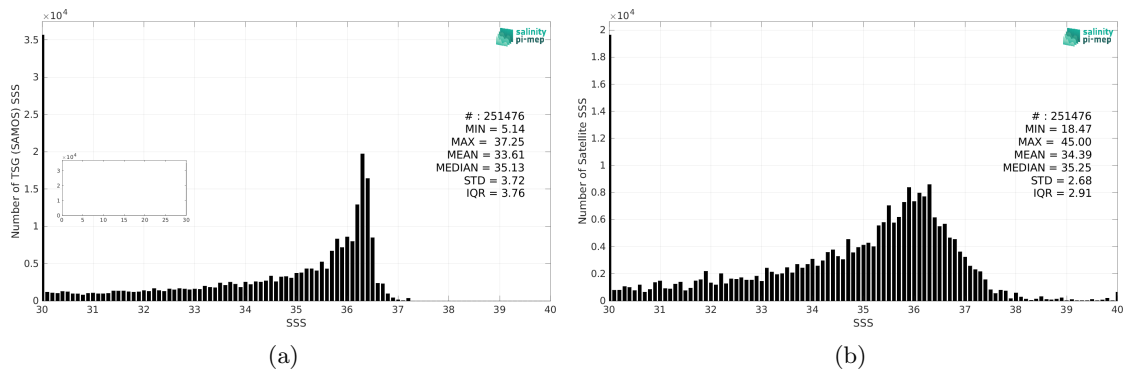 ×10⁴
3.5
3
2.5
2
1.5
1
0.5
0
30
31
32
33
34
35
36
37
38
39
40
SSS
Number of TSG (SAMOS) SSS
salinity
pi-mep
# : 251476
MIN = 5.14
MAX = 37.25
MEAN = 33.61
MEDIAN = 35.13
STD = 3.72
IQR = 3.76
×10⁴
3
2
1
0
0
5
10
15
20
25
30
(a)
×10⁴
2
1.8
1.6
1.4
1.2
1
0.8
0.6
0.4
0.2
0
30
31
32
33
34
35
36
37
38
39
40
SSS
Number of Satellite SSS
salinity
pi-mep
# : 251476
MIN = 18.47
MAX = 45.00
MEAN = 34.39
MEDIAN = 35.25
STD = 2.68
IQR = 2.91
(b)